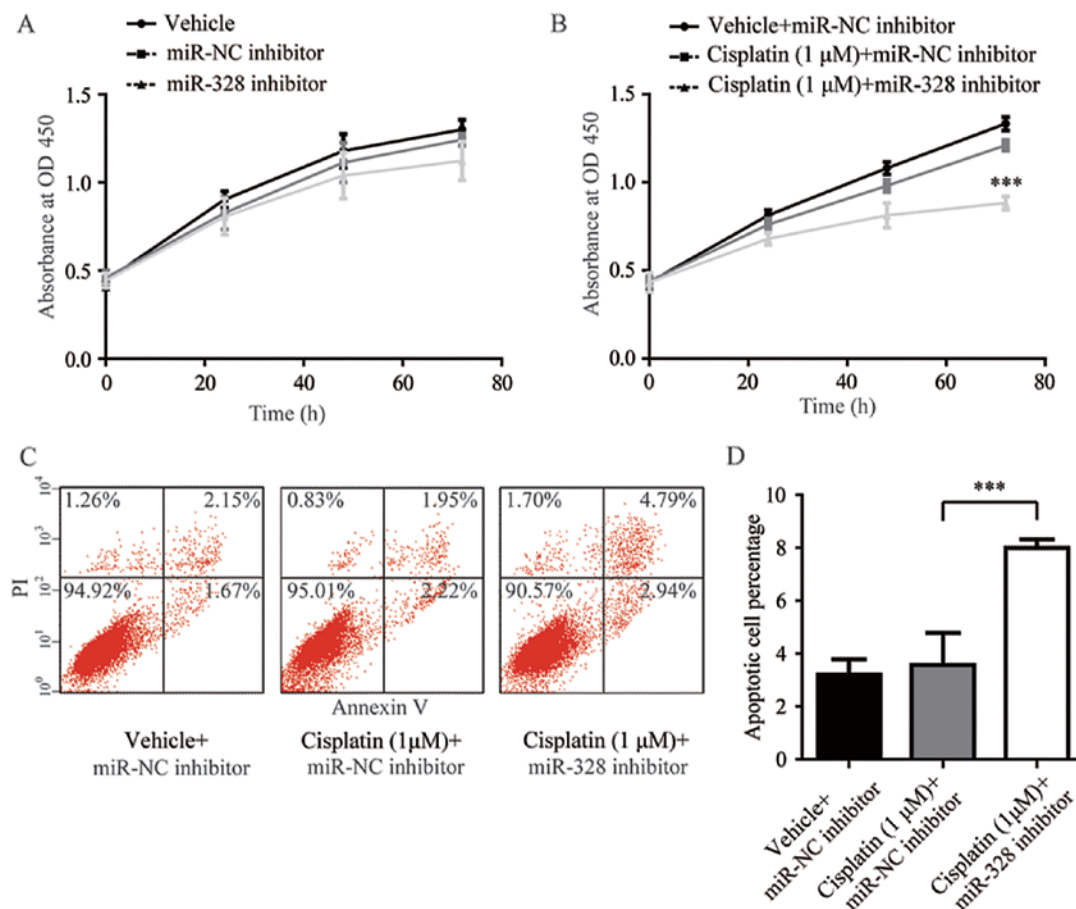 A
Vehicle
miR-NC inhibitor
miR-328 inhibitor
Absorbance at OD 450
1.5
1.0
0.5
0.0
0 20 40 60 80
Time (h)
B
Vehicle+miR-NC inhibitor
Cisplatin (1 μM)+miR-NC inhibitor
Cisplatin (1 μM)+miR-328 inhibitor
Absorbance at OD 450
1.5
1.0
0.5
0.0
***
0 20 40 60 80
Time (h)
C
PI
10⁴
10³
10²
10¹
10⁰
1.26% 2.15%
94.92% 1.67%
0.83% 1.95%
95.01% 2.22%
1.70% 4.79%
90.57% 2.94%
Annexin V
Vehicle+
miR-NC inhibitor
Cisplatin (1μM)+
miR-NC inhibitor
Cisplatin (1 μM)+
miR-328 inhibitor
D
Apoptotic cell percentage
10
8
6
4
2
0
***
Vehicle+
miR-NC inhibitor
Cisplatin (1 μM)+
miR-NC inhibitor
Cisplatin (1μM)+
miR-328 inhibitor